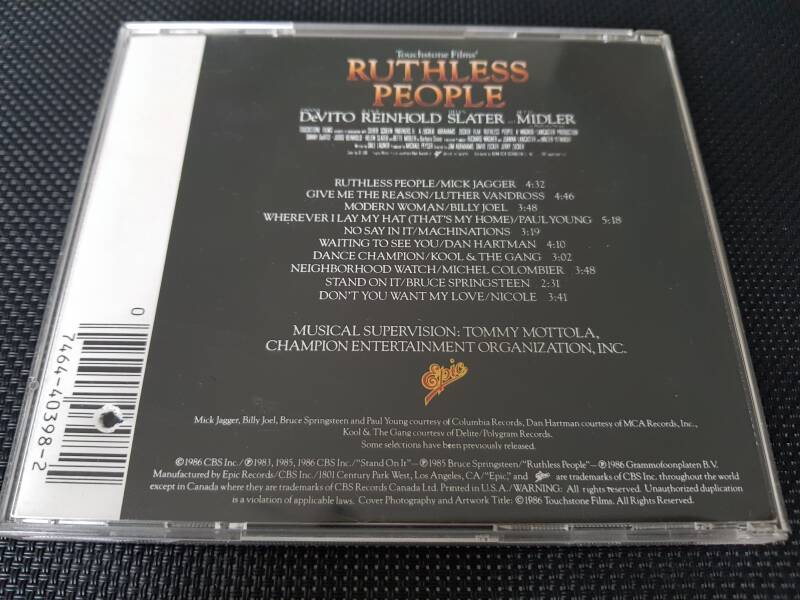 Touchstone Films'
RUTHLESS
PEOPLE
DANNY JUDGE HELEN BETTE
DeVITO REINHOLD SLATER AND MIDLER
RUTHLESS PEOPLE/MICK JAGGER 4:32
GIVE ME THE REASON/LUTHER VANDROSS 4:46
MODERN WOMAN/BILLY JOEL 3:48
WHEREVER I LAY MY HAT (THAT'S MY HOME)/PAUL YOUNG 5:18
NO SAY IN IT/MACHINATIONS 3:19
WAITING TO SEE YOU/DAN HARTMAN 4:10
DANCE CHAMPION/KOOL & THE GANG 3:02
NEIGHBORHOOD WATCH/MICHEL COLOMBIER 3:48
STAND ON IT/BRUCE SPRINGSTEEN 2:31
DON'T YOU WANT MY LOVE/NICOLE 3:41
MUSICAL SUPERVISION: TOMMY MOTTOLA,
CHAMPION ENTERTAINMENT ORGANIZATION, INC.
Epic
Mick Jagger, Billy Joel, Bruce Springsteen and Paul Young courtesy of Columbia Records, Dan Hartman courtesy of MCA Records, Inc.,
Kool & The Gang courtesy of Delite/Polygram Records.
Some selections have been previously released.
©1986 CBS Inc./℗1983, 1985, 1986 CBS Inc./"Stand On It"—℗1985 Bruce Springsteen/"Ruthless People"—℗1986 Grammofoonplaten B.V.
Manufactured by Epic Records/CBS Inc./1801 Century Park West, Los Angeles, CA/"Epic," and Epic are trademarks of CBS Inc. throughout the world
except in Canada where they are trademarks of CBS Records Canada Ltd. Printed in U.S.A./WARNING: All rights reserved. Unauthorized duplication
is a violation of applicable laws. Cover Photography and Artwork Title: ©1986 Touchstone Films. All Rights Reserved.
0
7464-40398-2